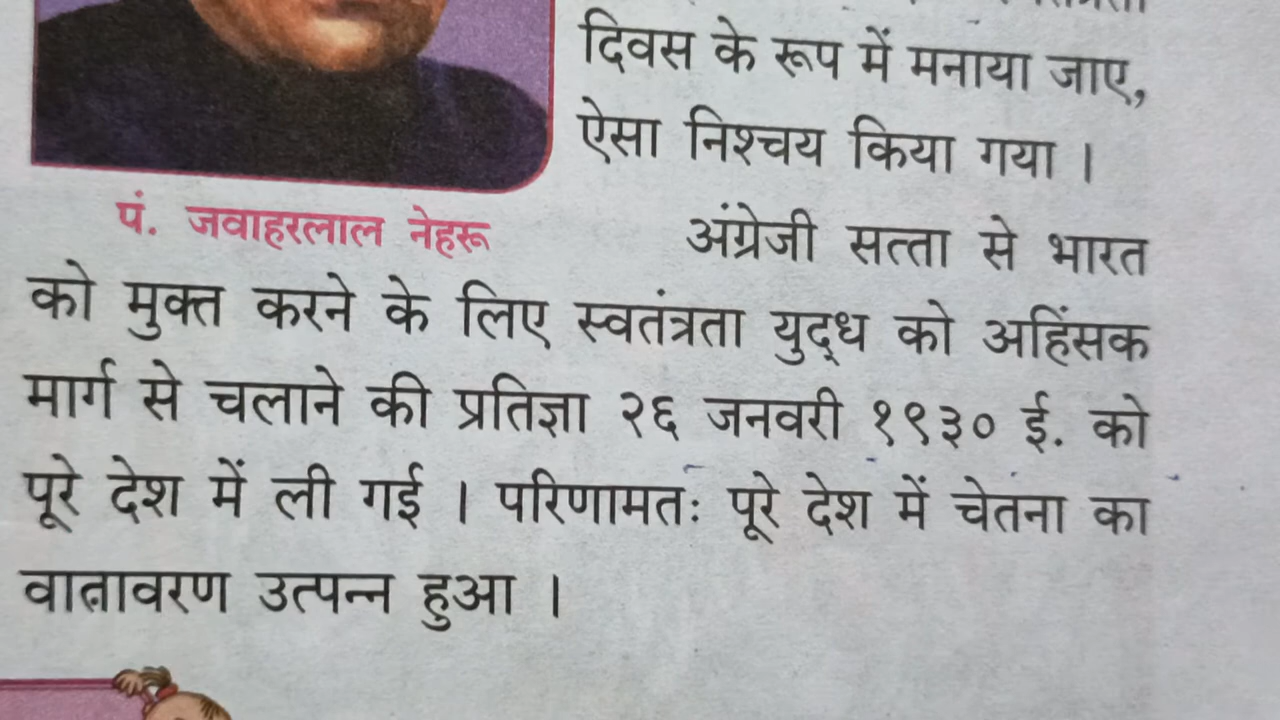 दिवस के रूप में मनाया जाए,
ऐसा निश्चय किया गया ।
पं. जवाहरलाल नेहरू
अंग्रेजी सत्ता से भारत
को मुक्त करने के लिए स्वतंत्रता युद्ध को अहिंसक
मार्ग से चलाने की प्रतिज्ञा २६ जनवरी १९३० ई. को
पूरे देश में ली गई । परिणामतः पूरे देश में चेतना का
वातावरण उत्पन्न हुआ ।